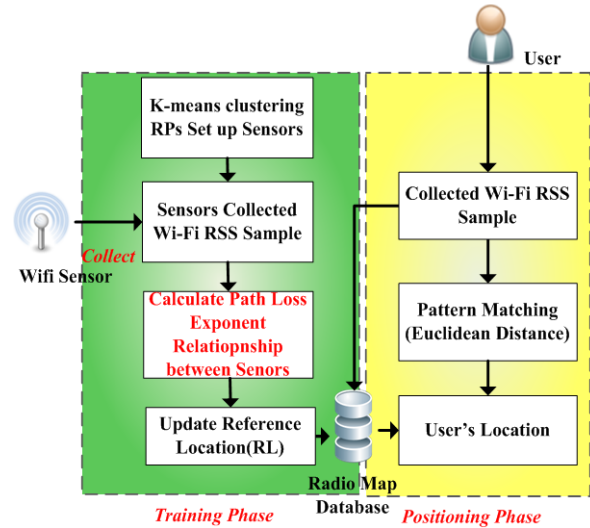 User
K-means clustering
RPs Set up Sensors
Sensors Collected
Wi-Fi RSS Sample
Collect
Wifi Sensor
Calculate Path Loss
Exponent
Relatiopnship
between Senors
Update Reference
Location(RL)
Radio Map
Database
Training Phase
Collected Wi-Fi RSS
Sample
Pattern Matching
(Euclidean Distance)
User's Location
Positioning Phase